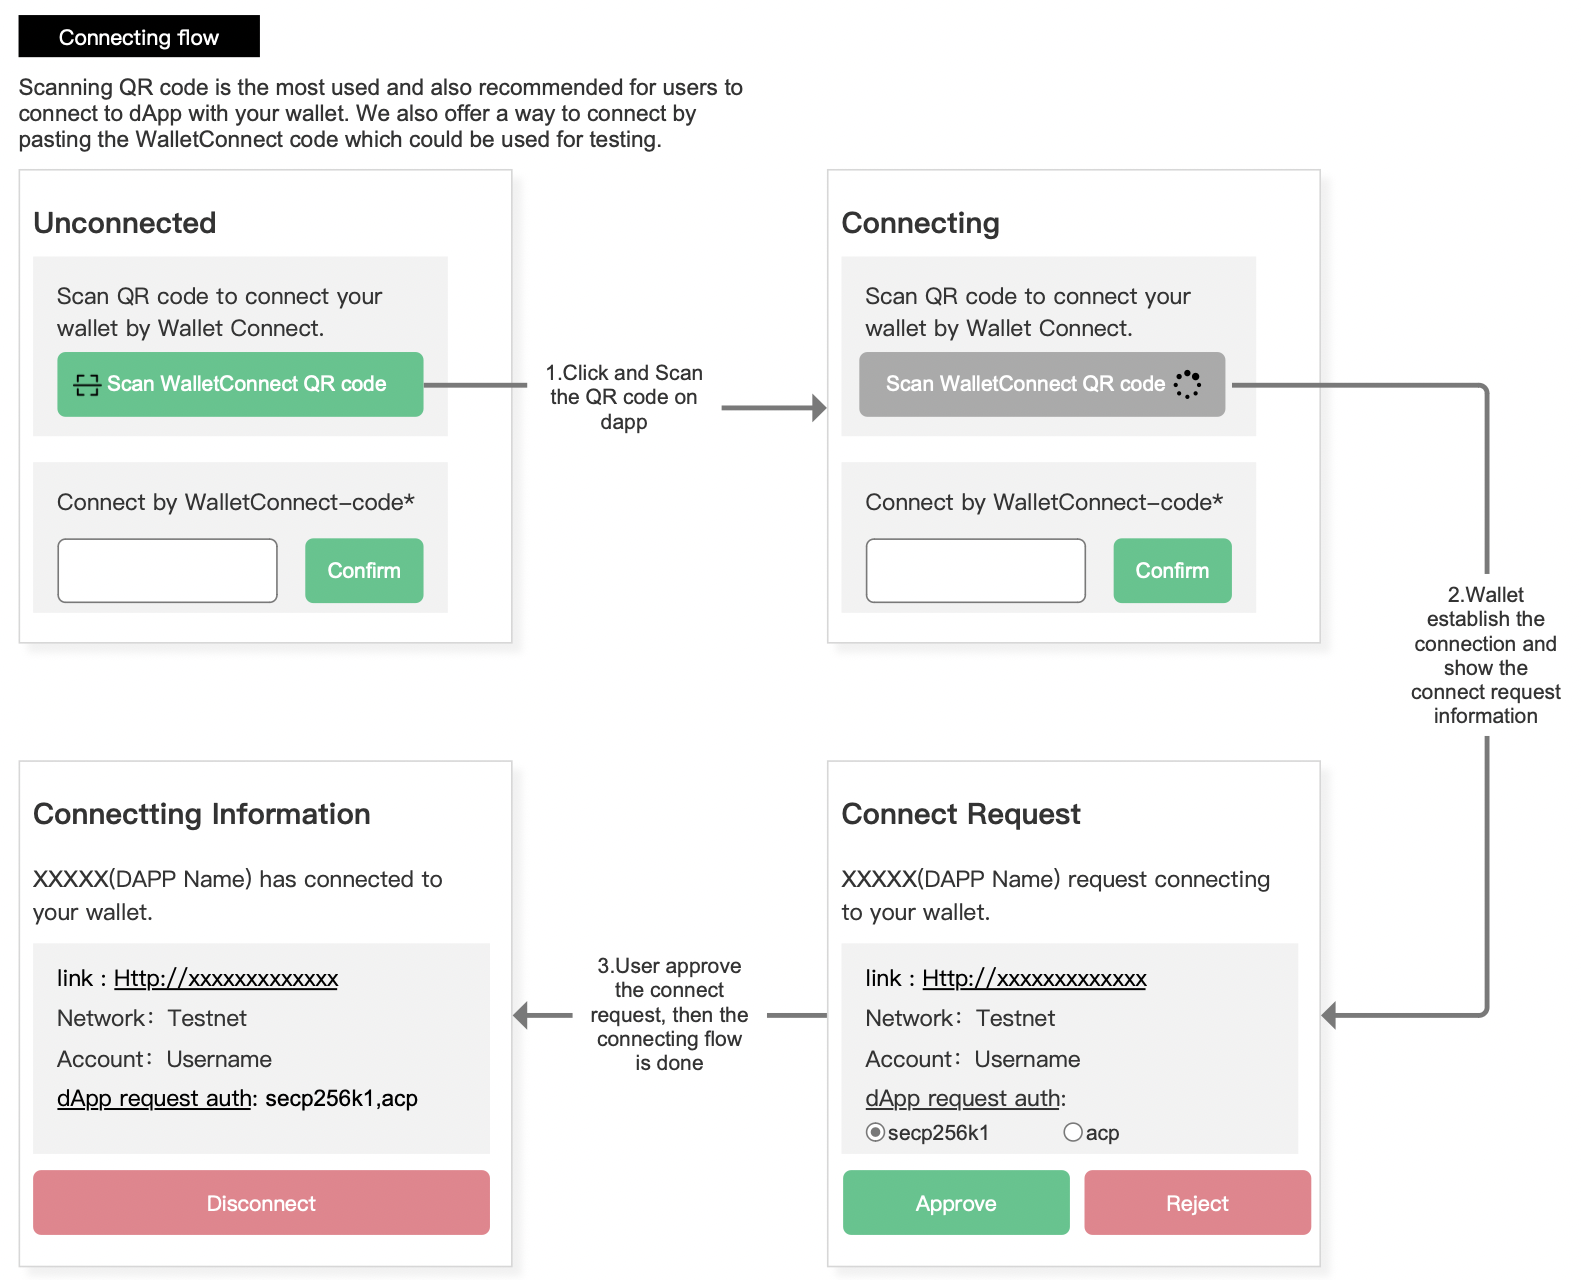 Connecting flow
Scanning QR code is the most used and also recommended for users to
connect to dApp with your wallet. We also offer a way to connect by
pasting the WalletConnect code which could be used for testing.
Unconnected
Scan QR code to connect your
wallet by Wallet Connect.
Scan WalletConnect QR code
Connect by WalletConnect-code*
Confirm
1.Click and Scan
the QR code on
dapp
Connecting
Scan QR code to connect your
wallet by Wallet Connect.
Scan WalletConnect QR code
Connect by WalletConnect-code*
Confirm
2.Wallet
establish the
connection and
show the
connect request
information
Connect Request
XXXXX(DAPP Name) request connecting
to your wallet.
link : Http://xxxxxxxxxxxxx
Network：Testnet
Account：Username
dApp request auth:
secp256k1 acp
Approve Reject
3.User approve
the connect
request, then the
connecting flow
is done
Connectting Information
XXXXX(DAPP Name) has connected to
your wallet.
link : Http://xxxxxxxxxxxxx
Network：Testnet
Account：Username
dApp request auth: secp256k1,acp
Disconnect